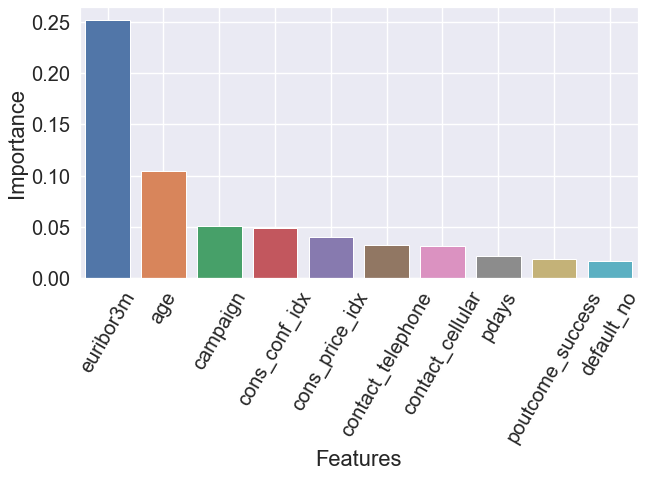 Importance
0.25
0.20
0.15
0.10
0.05
0.00
euribor3m
age
campaign
cons_conf_idx
cons_price_idx
contact_telephone
contact_cellular
pdays
poutcome_success
default_no
Features